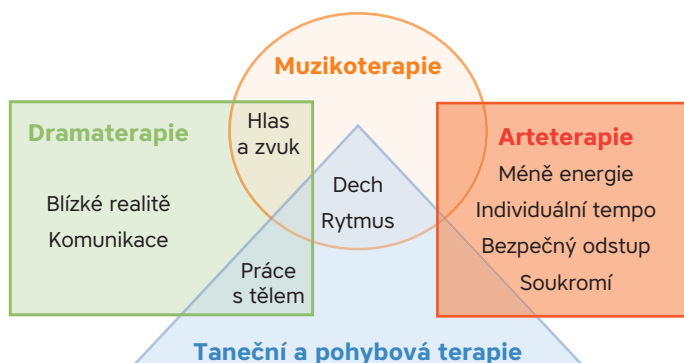 Muzikoterapie
Dramaterapie
Hlas
a zvuk
Arteterapie
Méně energie
Individuální tempo
Bezpečný odstup
Soukromí
Blízké realitě
Komunikace
Dech
Rytmus
Práce
s tělem
Taneční a pohybová terapie